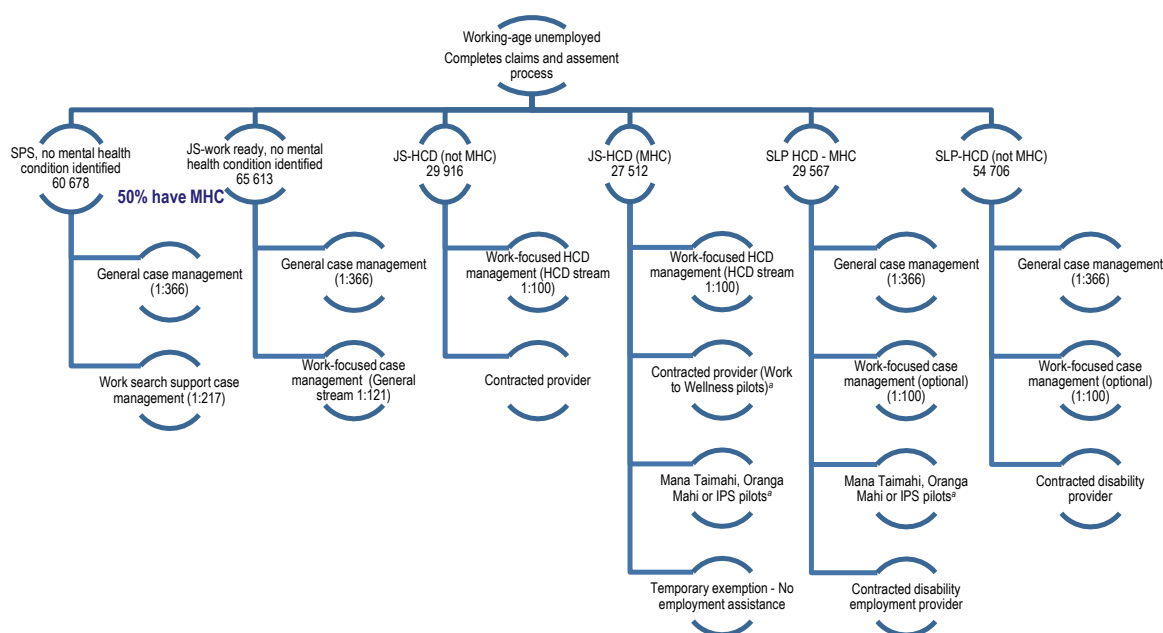 Working-age unemployed
Completes claims and assement
process
SPS, no mental health
condition identified
60 678
JS-work ready, no mental
health condition identified
65 613
50% have MHC
JS-HCD (not MHC)
29 916
JS-HCD (MHC)
27 512
SLP HCD - MHC
29 567
SLP-HCD (not MHC)
54 706
General case management
(1:366)
Work search support case
management (1:217)
General case management
(1:366)
Work-focused case
management (General
stream 1:121)
Work-focused HCD
management (HCD stream
1:100)
Contracted provider
Work-focused HCD
management (HCD stream
1:100)
Contracted provider (Work
to Wellness pilots)a
Mana Taimahi, Oranga
Mahi or IPS pilotsa
Temporary exemption - No
employment assistance
General case management
(1:366)
Work-focused case
management (optional)
(1:100)
Mana Taimahi, Oranga
Mahi or IPS pilotsa
Contracted disability
employment provider
General case management
(1:366)
Work-focused case
management (optional)
(1:100)
Contracted disability
provider